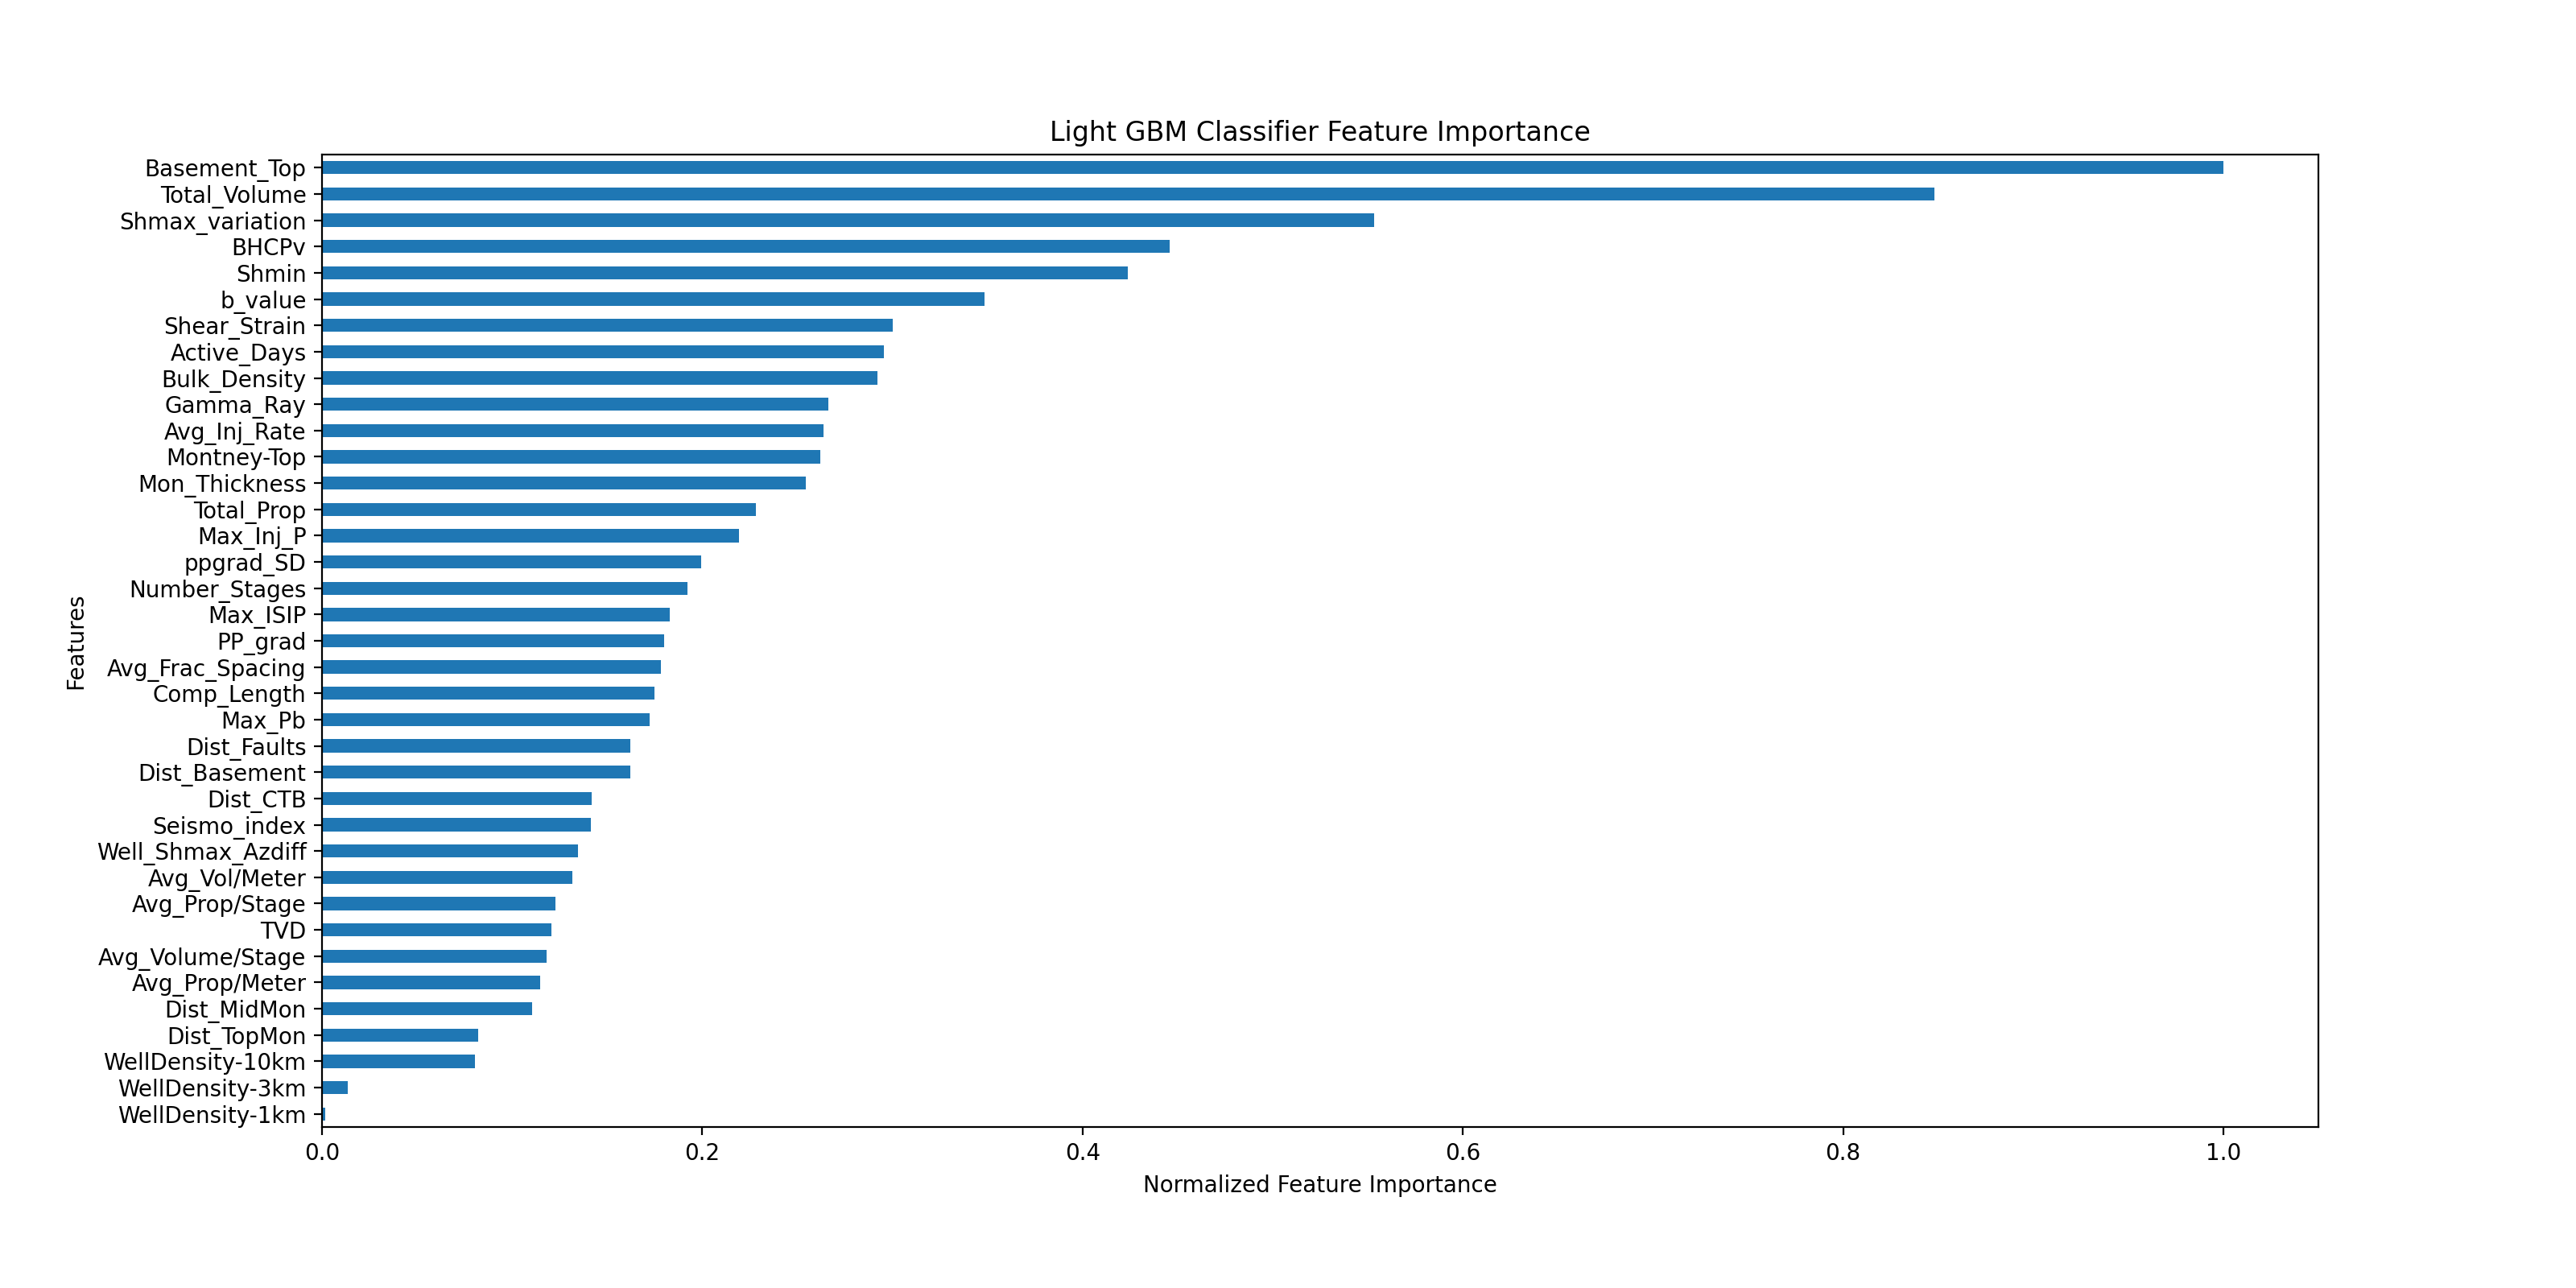 Light GBM Classifier Feature Importance
Basement_Top
Total_Volume
Shmax_variation
BHCPv
Shmin
b_value
Shear_Strain
Active_Days
Bulk_Density
Gamma_Ray
Avg_Inj_Rate
Montney-Top
Mon_Thickness
Total_Prop
Max_Inj_P
ppgrad_SD
Number_Stages
Max_ISIP
PP_grad
Avg_Frac_Spacing
Comp_Length
Max_Pb
Dist_Faults
Dist_Basement
Dist_CTB
Seismo_index
Well_Shmax_Azdiff
Avg_Vol/Meter
Avg_Prop/Stage
TVD
Avg_Volume/Stage
Avg_Prop/Meter
Dist_MidMon
Dist_TopMon
WellDensity-10km
WellDensity-3km
WellDensity-1km
Features
0.0 0.2 0.4 0.6 0.8 1.0
Normalized Feature Importance